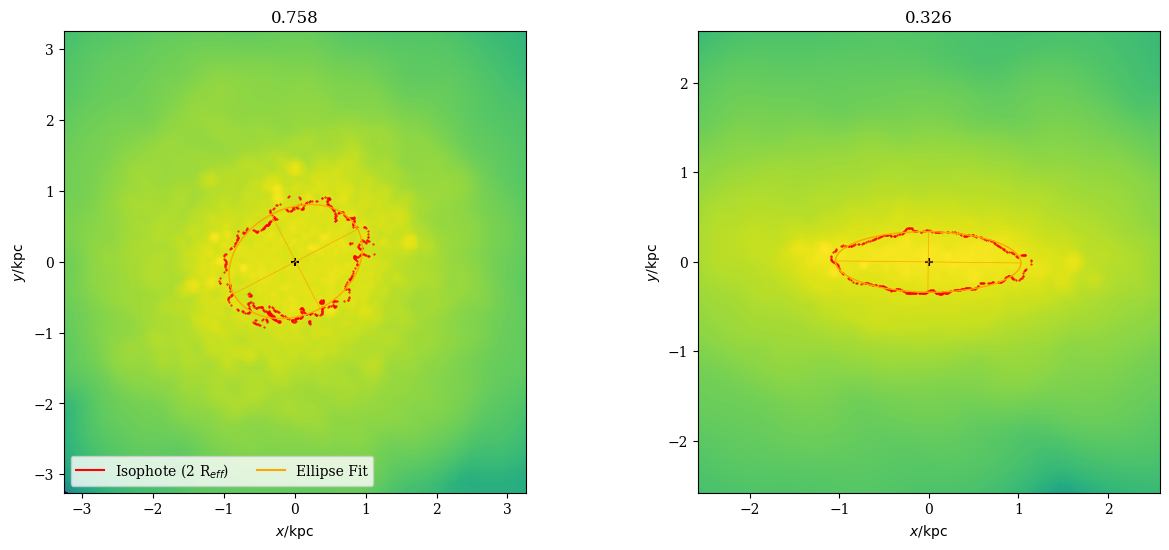 0.758
3
2
1
0
−1
−2
−3
y/kpc
−3 −2 −1 0 1 2 3
x/kpc
Isophote (2 R_eff) Ellipse Fit
0.326
2
1
0
−1
−2
y/kpc
−2 −1 0 1 2
x/kpc